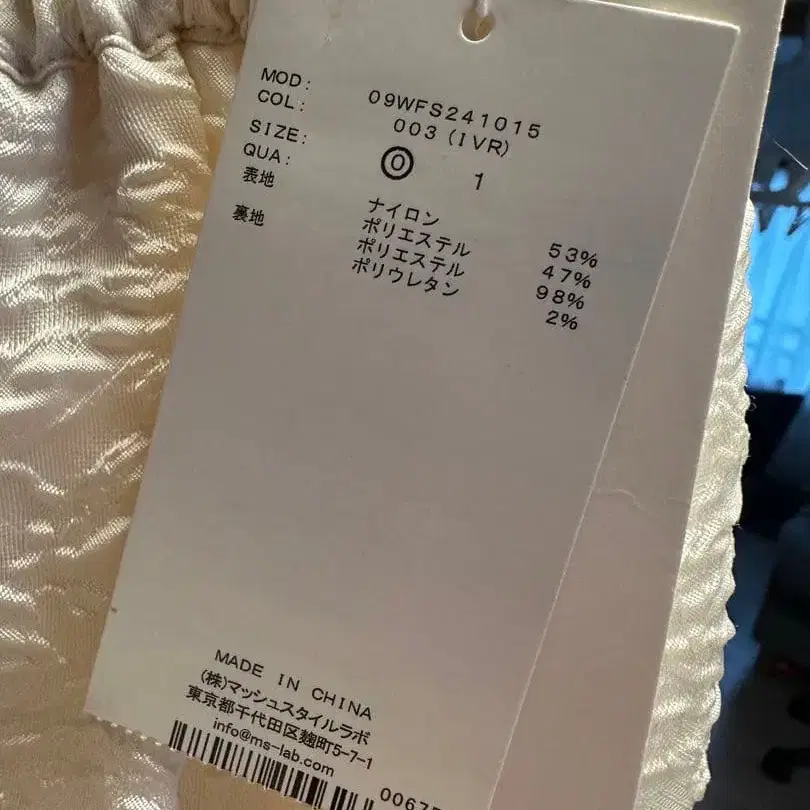 MOD: 09WFS241015
COL: 003(IVR)
SIZE: 0 1
QUA:
表地 ナイロン 53%
ポリエステル 47%
裏地 ポリエステル 98%
ポリウレタン 2%
MADE IN CHINA
(株)マッシュスタイルラボ
東京都千代田区麹町5-7-1
info@ms-lab.com